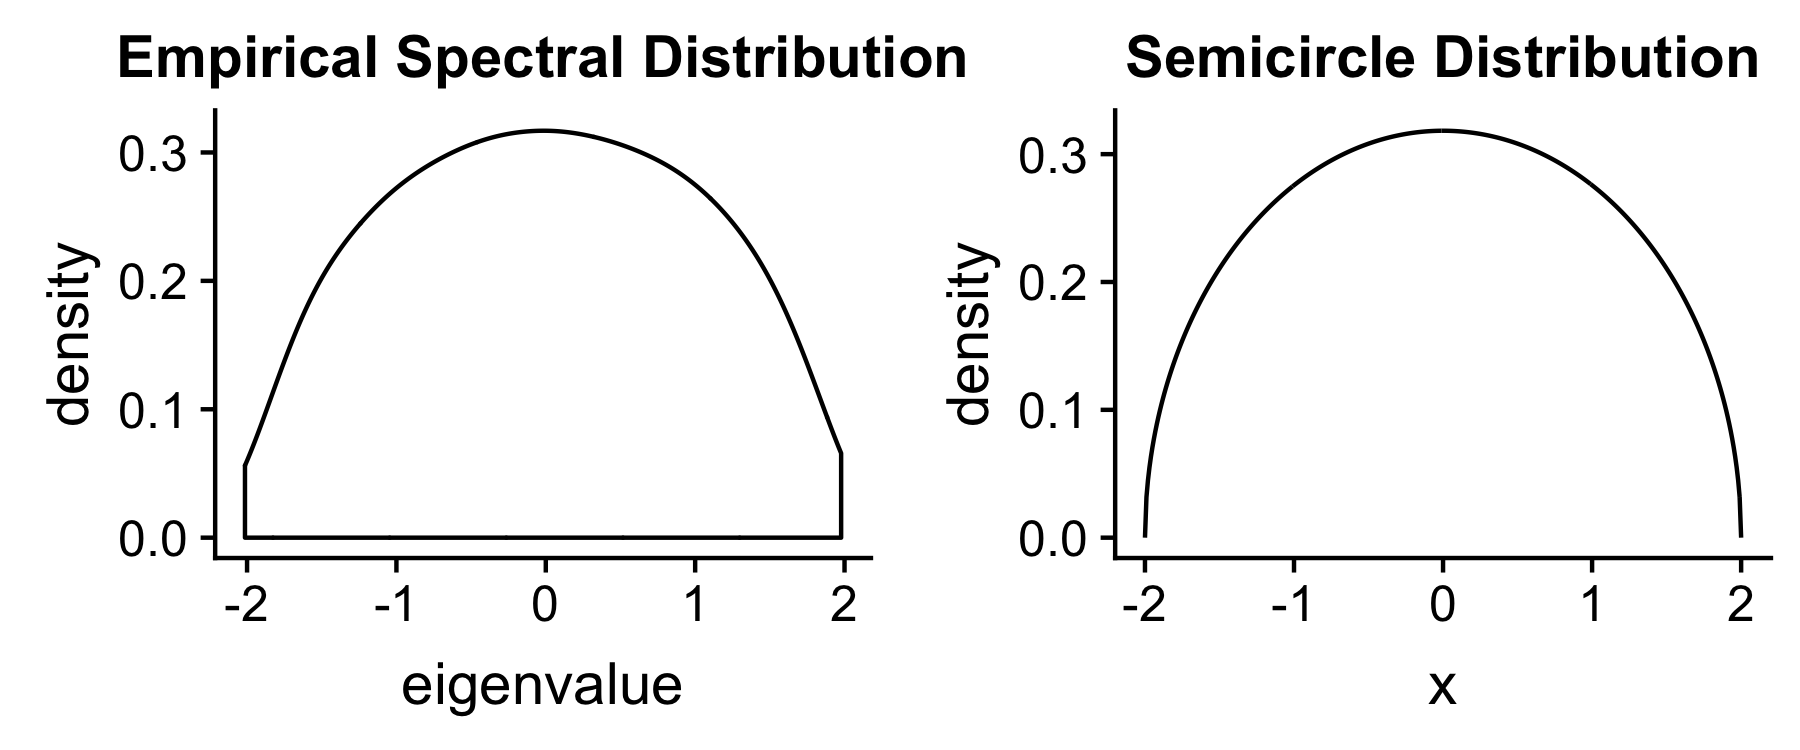 Empirical Spectral Distribution
density
0.3
0.2
0.1
0.0
-2 -1 0 1 2
eigenvalue
Semicircle Distribution
density
0.3
0.2
0.1
0.0
-2 -1 0 1 2
x